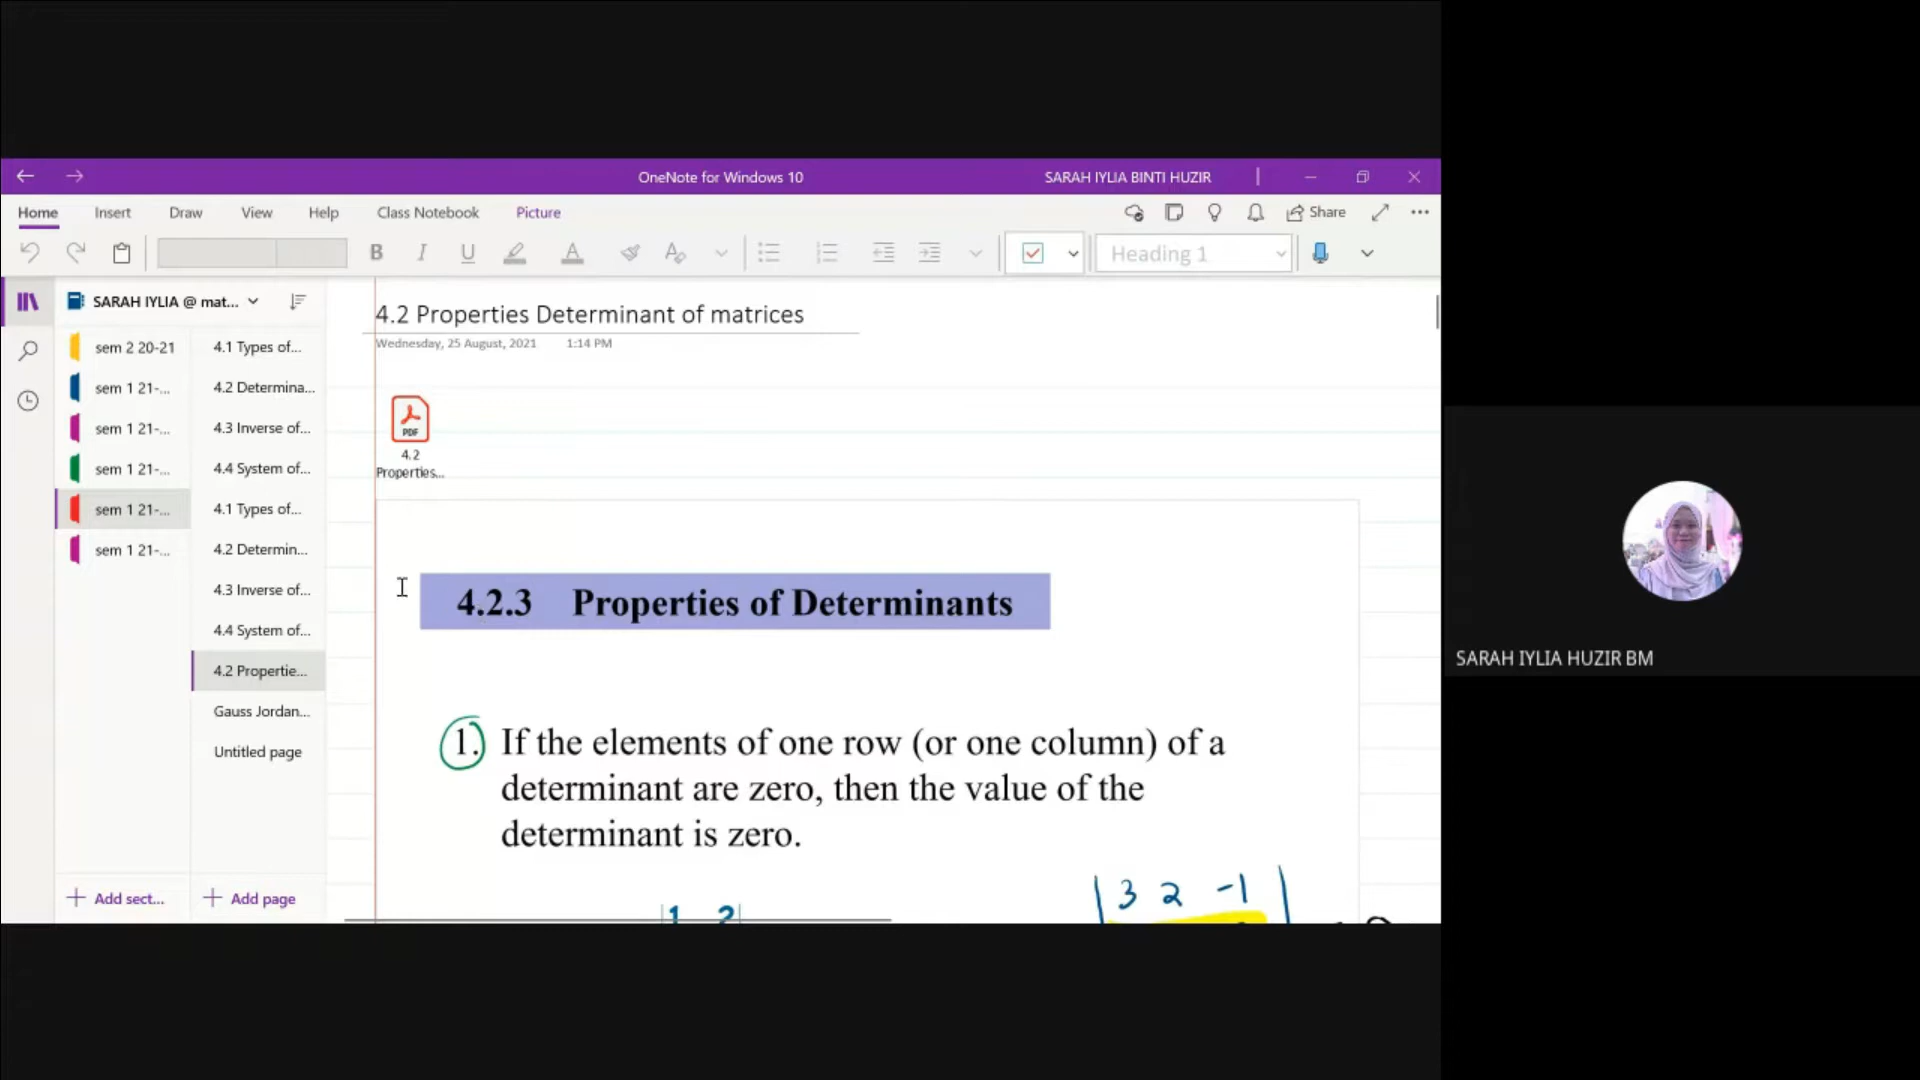 OneNote for Windows 10
SARAH IYLIA BINTI HUZIR
Home Insert Draw View Help Class Notebook Picture
Share
B I U A A Heading 1
SARAH IYLIA @ mat...
sem 2 20-21
sem 1 21-...
sem 1 21-...
sem 1 21-...
sem 1 21-...
sem 1 21-...
Add sect...
4.1 Types of...
4.2 Determina...
4.3 Inverse of...
4.4 System of...
4.1 Types of...
4.2 Determin...
4.3 Inverse of...
4.4 System of...
4.2 Propertie...
Gauss Jordan...
Untitled page
Add page
4.2 Properties Determinant of matrices
Wednesday, 25 August, 2021 1:14 PM
PDF
4.2
Properties...
4.2.3 Properties of Determinants
1. If the elements of one row (or one column) of a
determinant are zero, then the value of the
determinant is zero.
3 2 -1
1 2
SARAH IYLIA HUZIR BM